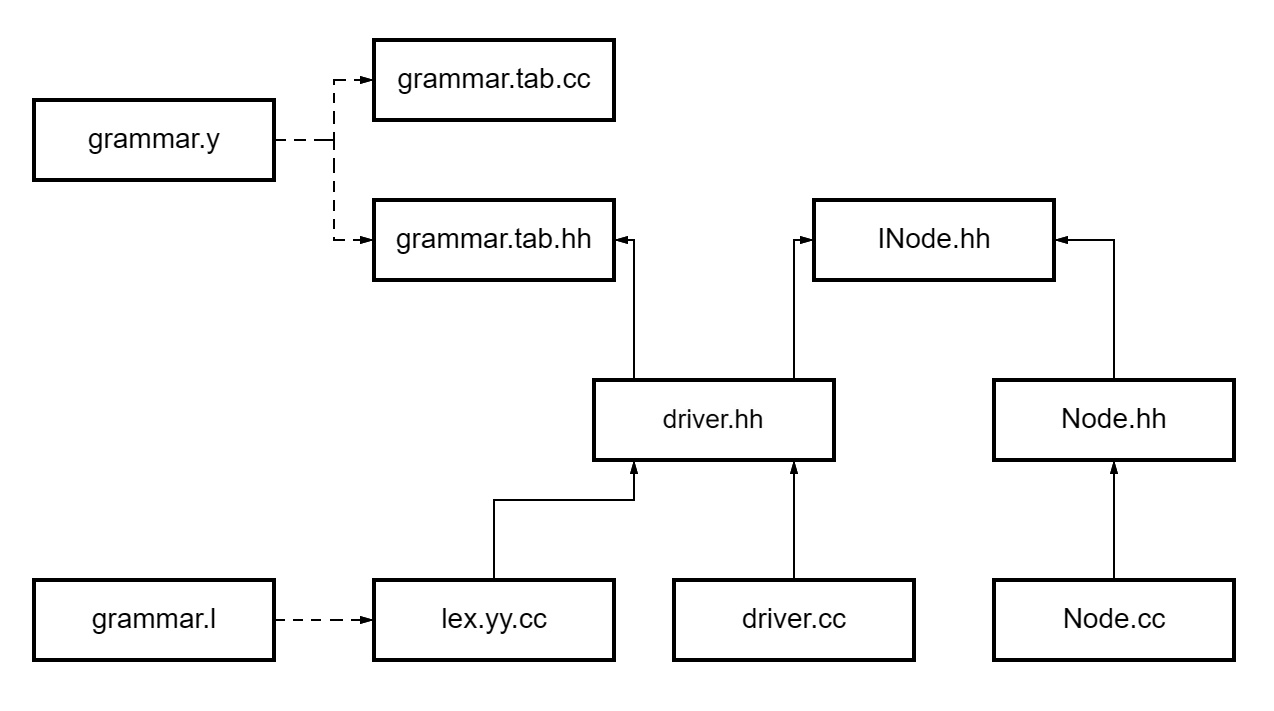 grammar.tab.cc
grammar.y
grammar.tab.hh
INode.hh
driver.hh
Node.hh
grammar.l
lex.yy.cc
driver.cc
Node.cc